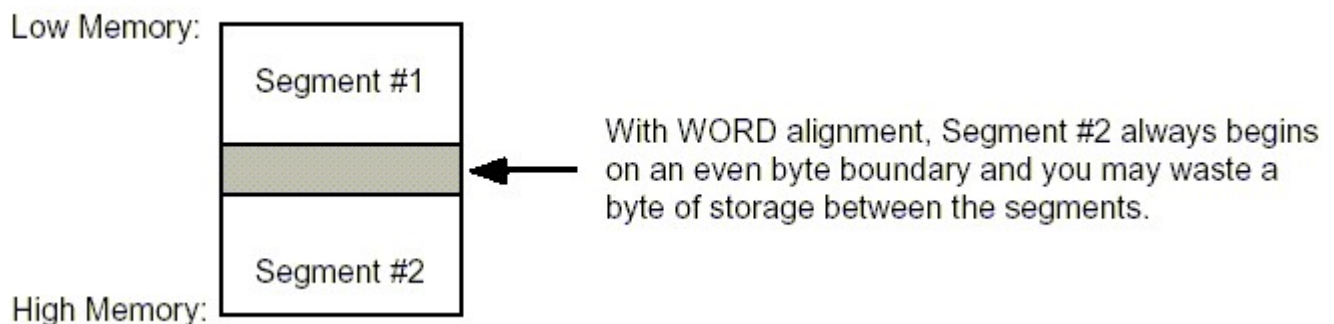 Low Memory:
Segment #1
With WORD alignment, Segment #2 always begins
on an even byte boundary and you may waste a
byte of storage between the segments.
Segment #2
High Memory: